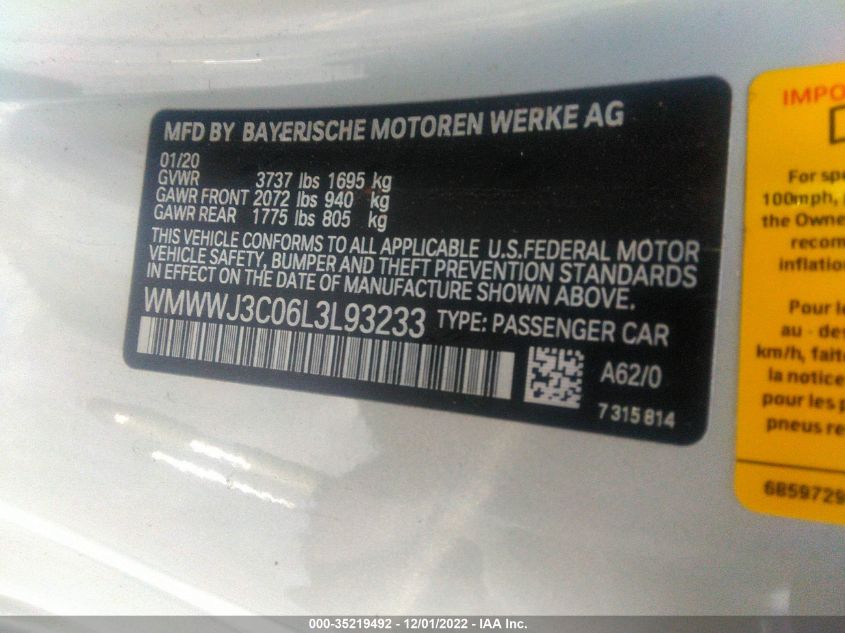 MFD BY BAYERISCHE MOTOREN WERKE AG
01/20
GVWR 3737 lbs 1695 kg
GAWR FRONT 2072 lbs 940 kg
GAWR REAR 1775 lbs 805 kg
THIS VEHICLE CONFORMS TO ALL APPLICABLE U.S.FEDERAL MOTOR
VEHICLE SAFETY, BUMPER AND THEFT PREVENTION STANDARDS
IN EFFECT ON THE DATE OF MANUFACTURE SHOWN ABOVE.
WMWWJ3C06L3L93233 TYPE: PASSENGER CAR
A62/0
7 315 814
IMPO
For spe
100mph,
the Owne
recom
inflation
Pour le
au - des
km/h, faite
la notice
pour les p
pneus re
6859729
000-35219492 - 12/01/2022 - IAA Inc.